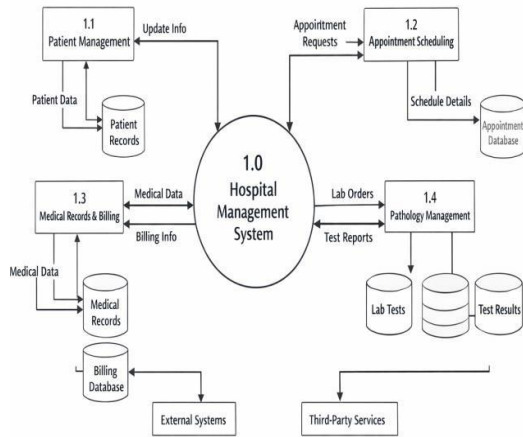 1.1
Patient Management
Update Info
Patient Data
Patient
Records
Appointment
Requests
1.2
Appointment Scheduling
Schedule Details
Appointment
Database
1.0
Hospital
Management
System
1.3
Medical Records & Billing
Medical Data
Billing Info
Medical Data
Medical
Records
Billing
Database
External Systems
Lab Orders
Test Reports
1.4
Pathology Management
Lab Tests
Test Results
Third-Party Services